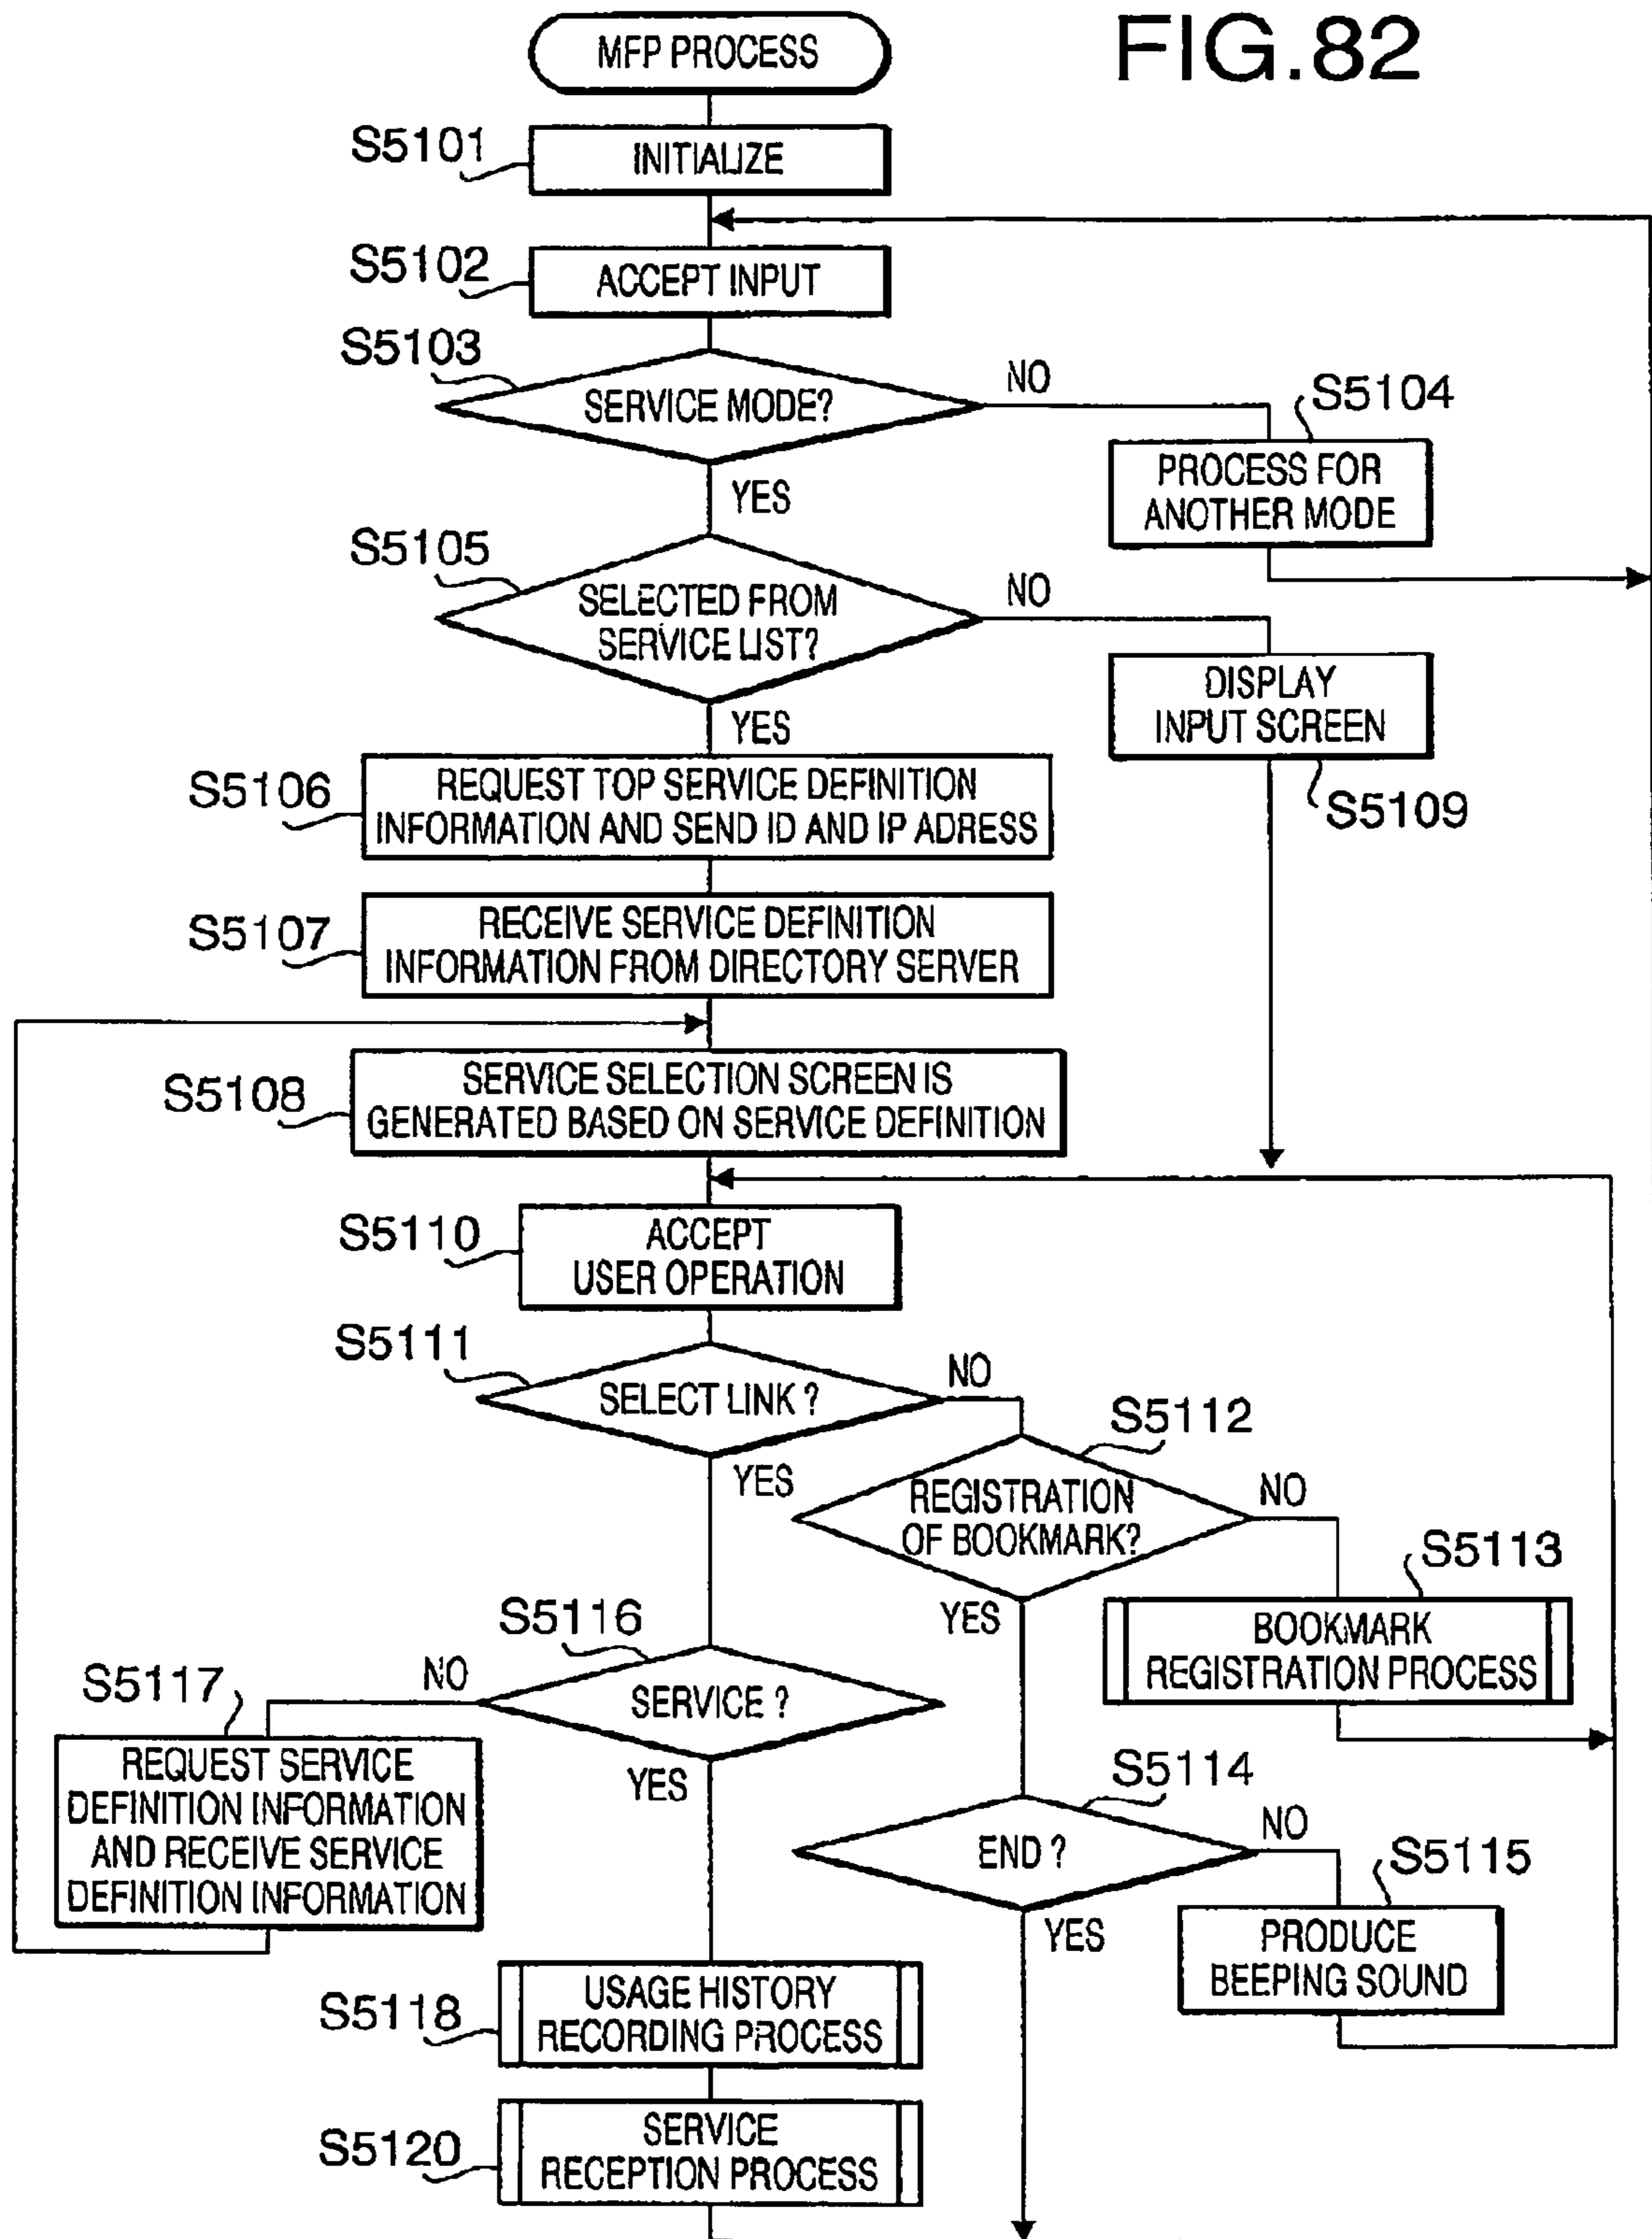 FIG.82
MFP PROCESS
S5101
INITIALIZE
S5102
ACCEPT INPUT
S5103
SERVICE MODE?
NO
YES
S5104
PROCESS FOR
ANOTHER MODE
S5105
SELECTED FROM
SERVICE LIST?
NO
YES
DISPLAY
INPUT SCREEN
S5109
S5106
REQUEST TOP SERVICE DEFINITION
INFORMATION AND SEND ID AND IP ADRESS
S5107
RECEIVE SERVICE DEFINITION
INFORMATION FROM DIRECTORY SERVER
S5108
SERVICE SELECTION SCREEN IS
GENERATED BASED ON SERVICE DEFINITION
S5110
ACCEPT
USER OPERATION
S5111
SELECT LINK ?
NO
YES
S5112
REGISTRATION
OF BOOKMARK?
NO
YES
S5113
BOOKMARK
REGISTRATION PROCESS
S5116
SERVICE ?
NO
YES
S5117
REQUEST SERVICE
DEFINITION INFORMATION
AND RECEIVE SERVICE
DEFINITION INFORMATION
S5114
END ?
NO
YES
S5115
PRODUCE
BEEPING SOUND
S5118
USAGE HISTORY
RECORDING PROCESS
S5120
SERVICE
RECEPTION PROCESS